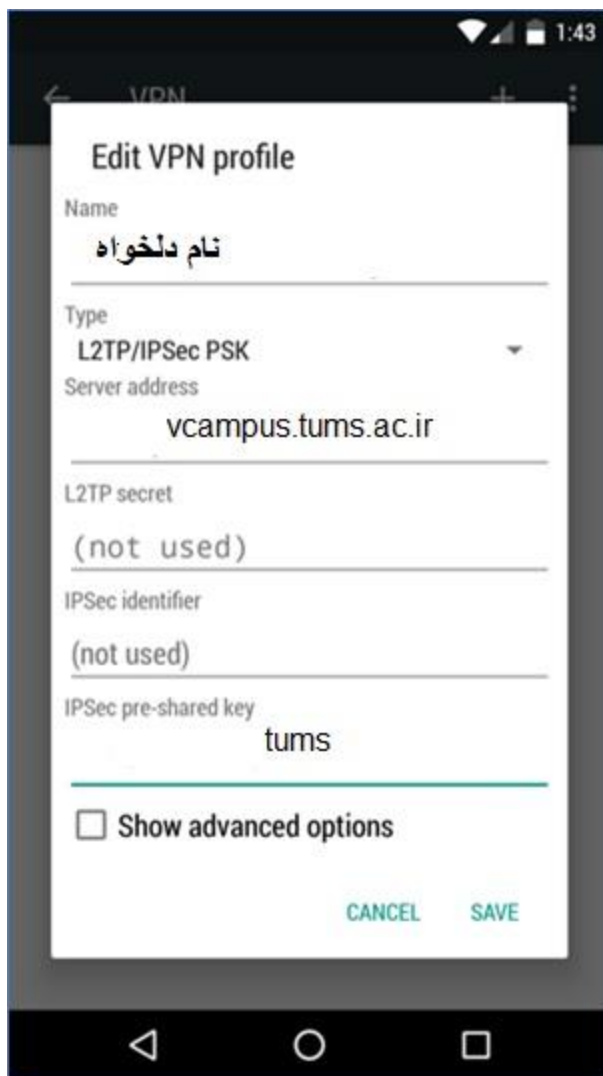 1:43
VPN
Edit VPN profile
Name
نام دلخواه
Type
L2TP/IPSec PSK
Server address
vcampus.tums.ac.ir
L2TP secret
(not used)
IPSec identifier
(not used)
IPSec pre-shared key
tums
Show advanced options
CANCEL SAVE